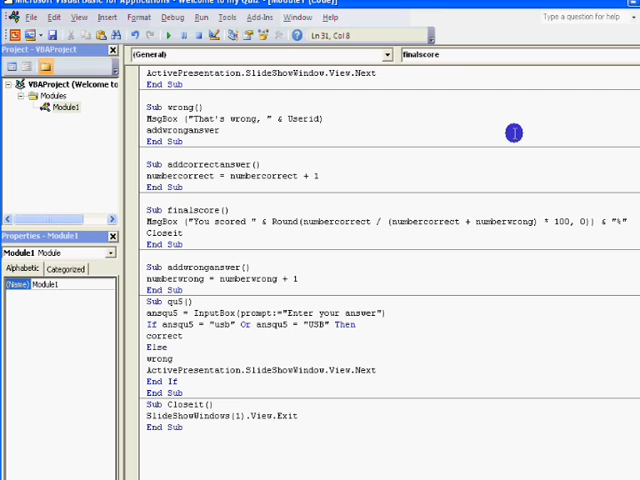 Microsoft Visual Basic for Applications - Welcome to my Quiz - [Module1 (Code)]
File Edit View Insert Format Debug Run Tools Add-Ins Window Help
Type a question for help
Ln 31, Col 8
Project - VBAProject
(General)
finalscore
VBAProject (Welcome to
Modules
Module1
ActivePresentation.SlideShowWindow.View.Next
End Sub
Sub wrong()
MsgBox ("That's wrong, " & Userid)
addwronganswer
End Sub
Sub addcorrectanswer()
numbercorrect = numbercorrect + 1
End Sub
Sub finalscore()
MsgBox ("You scored " & Round(numbercorrect / (numbercorrect + numberwrong) * 100, 0)) & "%"
Closeit
End Sub
Sub addwronganswer()
numberwrong = numberwrong + 1
End Sub
Sub qu5()
ansqu5 = InputBox(prompt:="Enter your answer")
If ansqu5 = "usb" Or ansqu5 = "USB" Then
correct
Else
wrong
ActivePresentation.SlideShowWindow.View.Next
End If
End Sub
Sub Closeit()
SlideShowWindows(1).View.Exit
End Sub
Properties - Module1
Module1 Module
Alphabetic Categorized
(Name) Module1